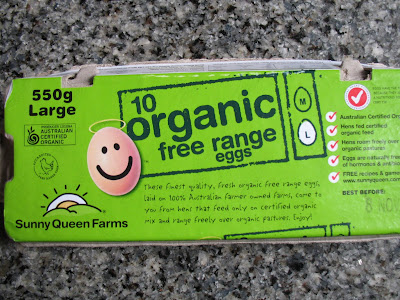 550g
Large
AUSTRALIAN
CERTIFIED
ORGANIC
10
organic
free range
eggs
M
L
These finest quality, fresh organic free range eggs,
laid on 100% Australian farmer owned farms, come to
you from hens that feed only on certified organic
mix and range freely over organic pastures. Enjoy!
Sunny Queen Farms
Australian Certified Or
Hens fed certified
organic feed
Hens roam freely over
organic pastures
Eggs are naturally free
of hormones &
FREE recipes & games
www.sunnyqueen.com
BEST BEFORE: